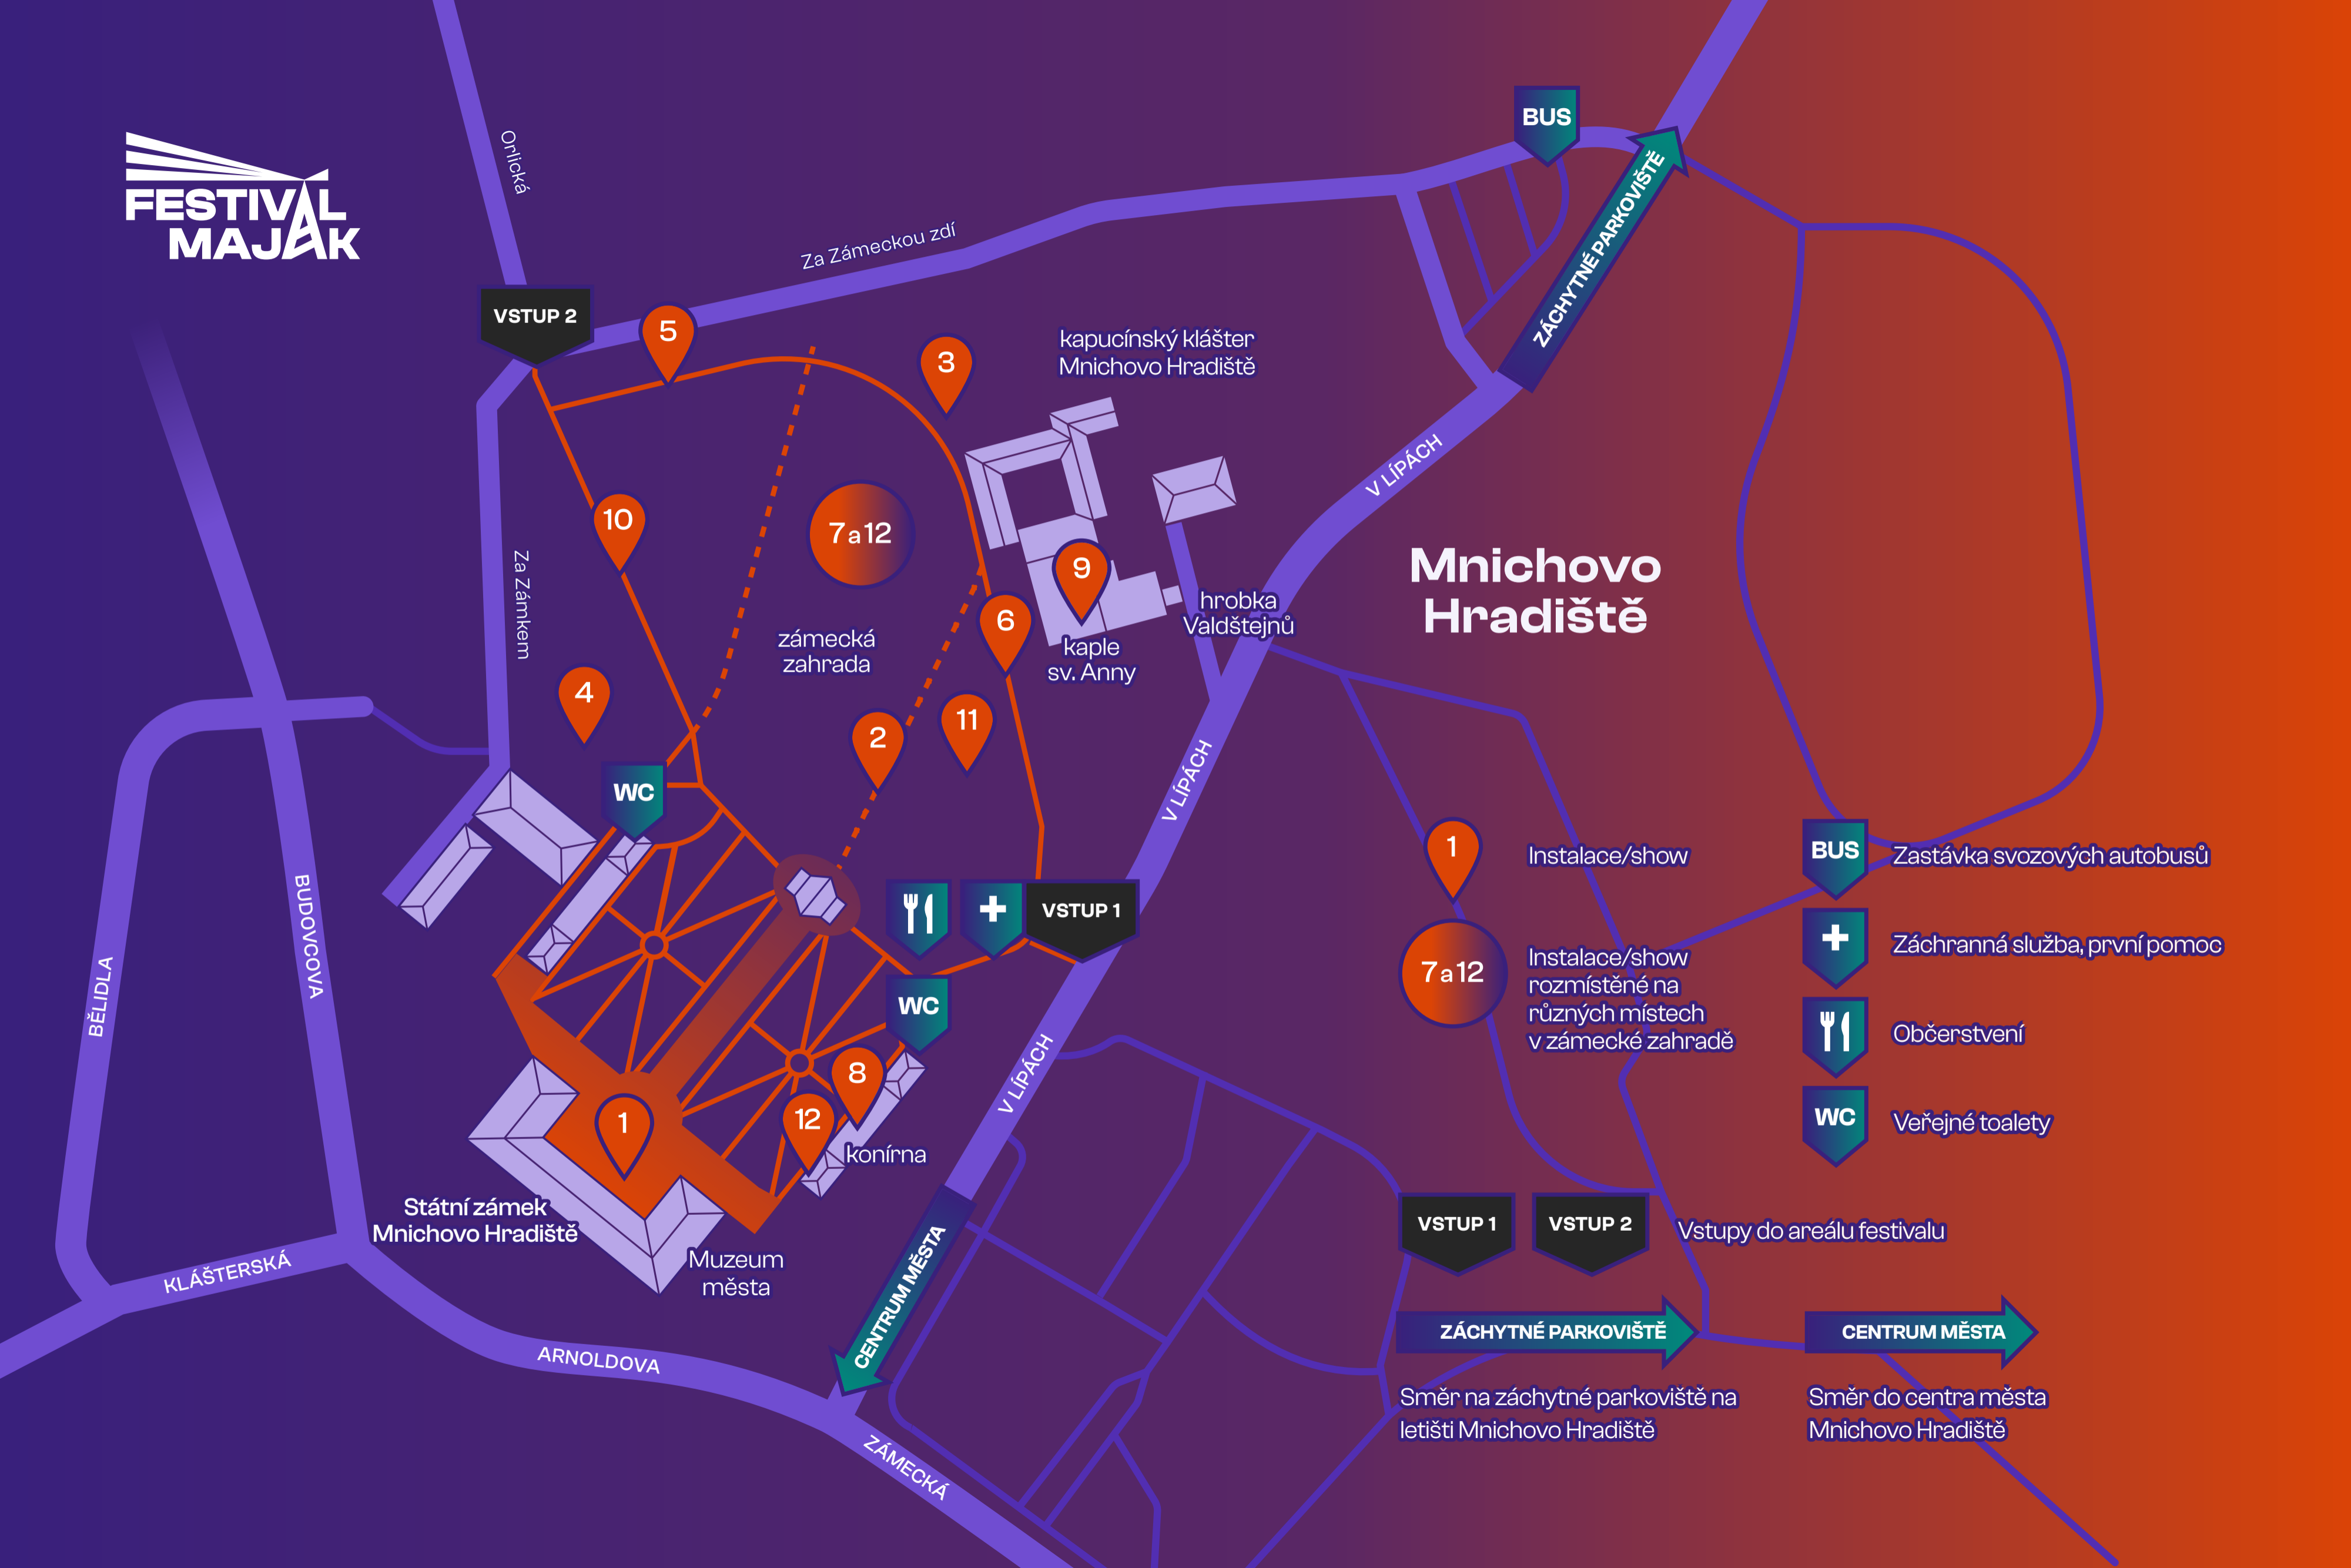 FESTIVAL
MAJÁK
Orlická
Za Zámeckou zdí
BUS
ZÁCHYTNÉ PARKOVIŠTĚ
VSTUP 2
5
3
kapucínský klášter
Mnichovo Hradiště
V LÍPÁCH
10
7 a 12
9
Mnichovo
Hradiště
Za Zámkem
zámecká
zahrada
6
hrobka
Valdštejnů
kaple
sv. Anny
4
2
11
V LÍPÁCH
WC
VSTUP 1
WC
BĚLIDLA
BUDOVCOVA
8
12
1
konírna
V LÍPÁCH
Státní zámek
Mnichovo Hradiště
Muzeum
města
KLÁŠTERSKÁ
ARNOLDOVA
CENTRUM MĚSTA
ZÁMECKÁ
1
Instalace/show
7 a 12
Instalace/show
rozmístěné na
různých místech
v zámecké zahradě
BUS
Zastávka svozových autobusů
Záchranná služba, první pomoc
Občerstvení
WC
Veřejné toalety
VSTUP 1
VSTUP 2
Vstupy do areálu festivalu
ZÁCHYTNÉ PARKOVIŠTĚ
Směr na záchytné parkoviště na
letišti Mnichovo Hradiště
CENTRUM MĚSTA
Směr do centra města
Mnichovo Hradiště